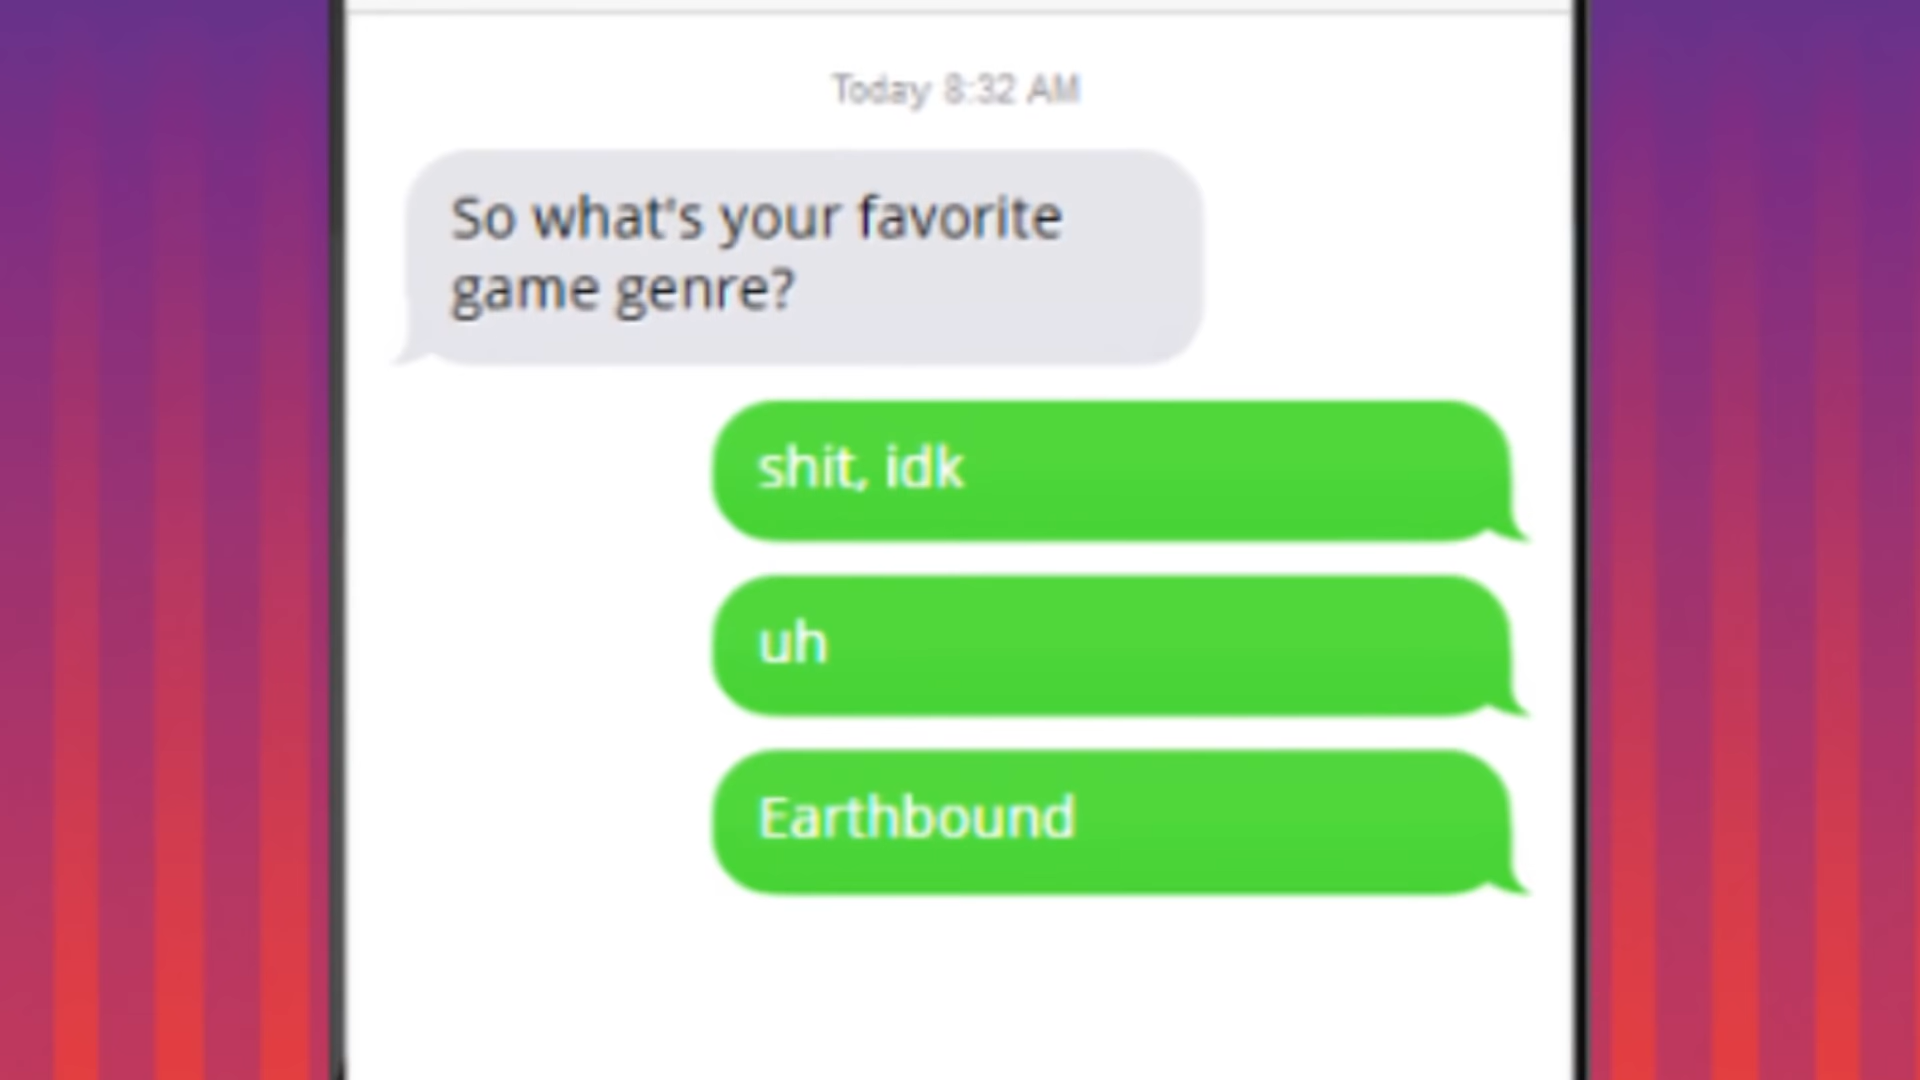 Today 8:32 AM
So what's your favorite
game genre?
shit, idk
uh
Earthbound